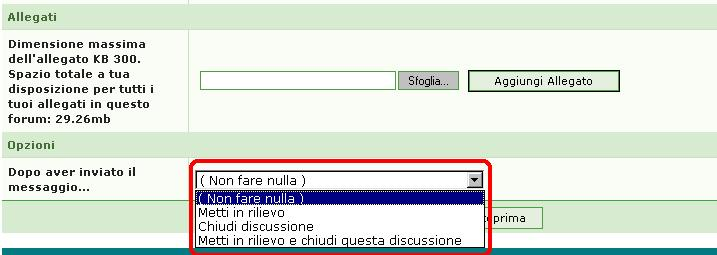 Allegati
Dimensione massima
dell'allegato KB 300.
Spazio totale a tua
disposizione per tutti i
tuoi allegati in questo
forum: 29.26mb
Sfoglia...
Aggiungi Allegato
Opzioni
Dopo aver inviato il
messaggio...
( Non fare nulla )
( Non fare nulla )
Metti in rilievo
Chiudi discussione
Metti in rilievo e chiudi questa discussione